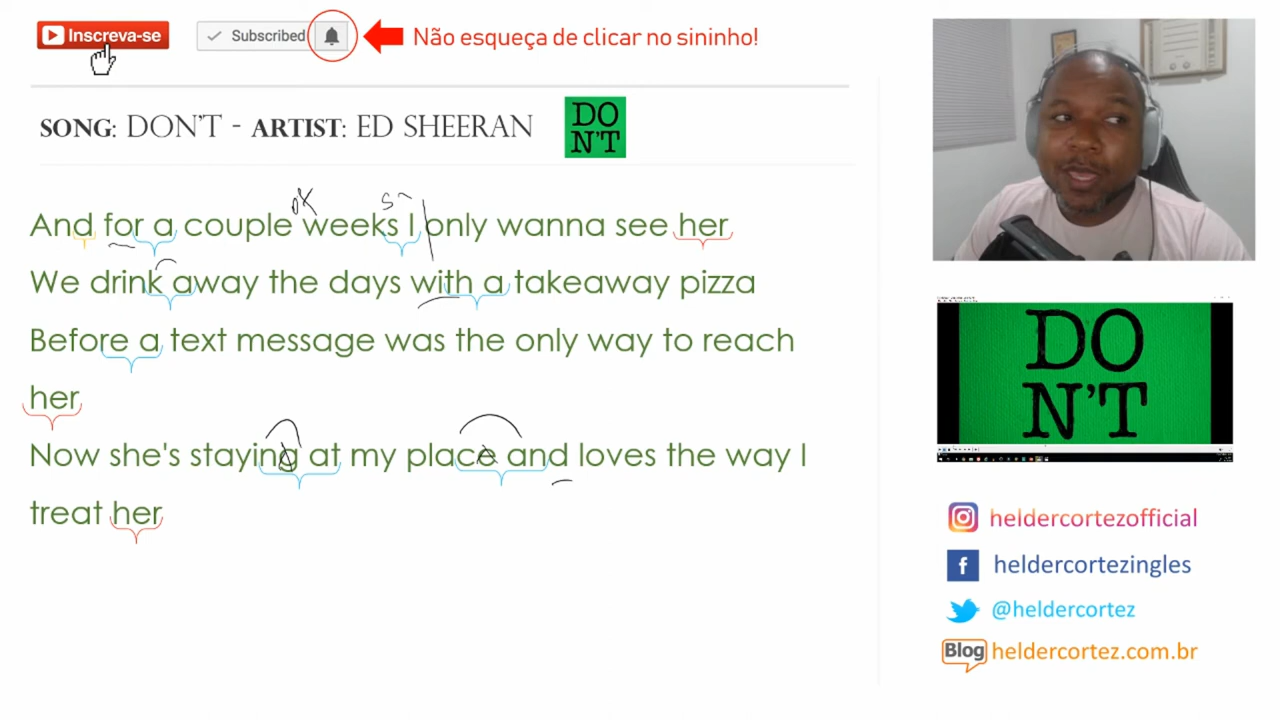 Inscreva-se Subscribed Não esqueça de clicar no sininho!
SONG: DON'T - ARTIST: ED SHEERAN
DO
N'T
And for a couple weeks I only wanna see her
We drink away the days with a takeaway pizza
Before a text message was the only way to reach
her
Now she's staying at my place and loves the way I
treat her
DO
N'T
heldercortezofficial
heldercortezingles
@heldercortez
Blog heldercortez.com.br